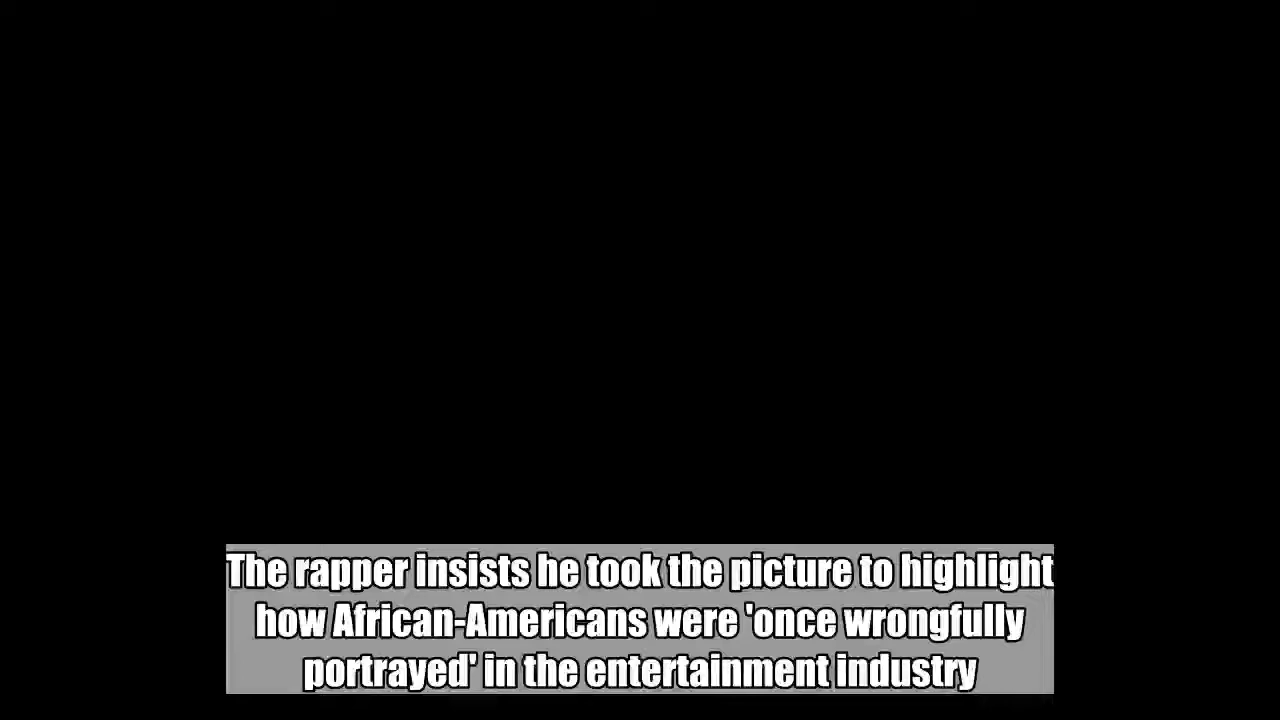 The rapper insists he took the picture to highlight
how African-Americans were 'once wrongfully
portrayed' in the entertainment industry